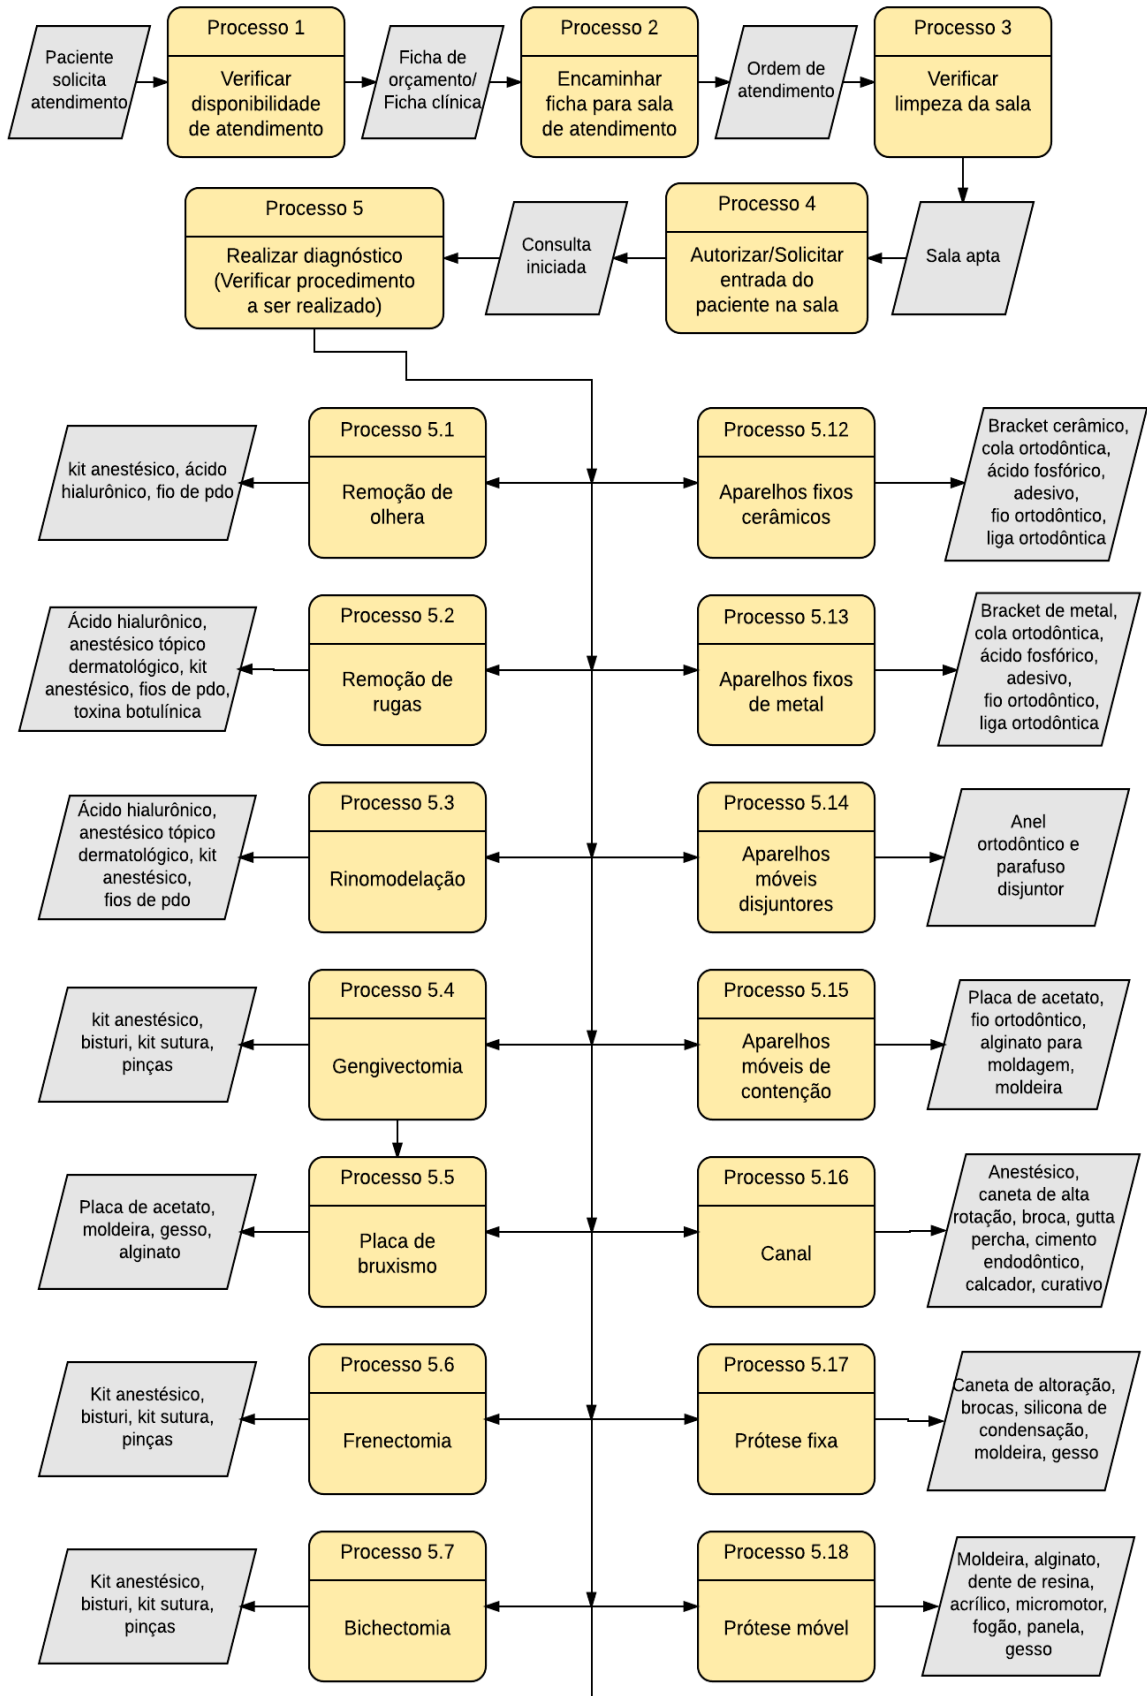 Paciente
solicita
atendimento
Processo 1
Verificar
disponibilidade
de atendimento
Ficha de
orçamento/
Ficha clínica
Processo 2
Encaminhar
ficha para sala
de atendimento
Ordem de
atendimento
Processo 3
Verificar
limpeza da sala
Processo 5
Realizar diagnóstico
(Verificar procedimento
a ser realizado)
Consulta
iniciada
Processo 4
Autorizar/Solicitar
entrada do
paciente na sala
Sala apta
kit anestésico, ácido
hialurônico, fio de pdo
Processo 5.1
Remoção de
olhera
Processo 5.12
Aparelhos fixos
cerâmicos
Bracket cerâmico,
cola ortodôntica,
ácido fosfórico,
adesivo,
fio ortodôntico,
liga ortodôntica
Ácido hialurônico,
anestésico tópico
dermatológico, kit
anestésico, fios de pdo,
toxina botulínica
Processo 5.2
Remoção de
rugas
Processo 5.13
Aparelhos fixos
de metal
Bracket de metal,
cola ortodôntica,
ácido fosfórico,
adesivo,
fio ortodôntico,
liga ortodôntica
Ácido hialurônico,
anestésico tópico
dermatológico, kit
anestésico,
fios de pdo
Processo 5.3
Rinomodelação
Processo 5.14
Aparelhos
móveis
disjuntores
Anel
ortodôntico e
parafuso
disjuntor
kit anestésico,
bisturi, kit sutura,
pinças
Processo 5.4
Gengivectomia
Processo 5.15
Aparelhos
móveis de
contenção
Placa de acetato,
fio ortodôntico,
alginato para
moldagem,
moldeira
Placa de acetato,
moldeira, gesso,
alginato
Processo 5.5
Placa de
bruxismo
Processo 5.16
Canal
Anestésico,
caneta de alta
rotação, broca, gutta
percha, cimento
endodôntico,
calcador, curativo
Kit anestésico,
bisturi, kit sutura,
pinças
Processo 5.6
Frenectomia
Processo 5.17
Prótese fixa
Caneta de altoração,
brocas, silicona de
condensação,
moldeira, gesso
Kit anestésico,
bisturi, kit sutura,
pinças
Processo 5.7
Bichectomia
Processo 5.18
Prótese móvel
Moldeira, alginato,
dente de resina,
acrílico, micromotor,
fogão, panela,
gesso